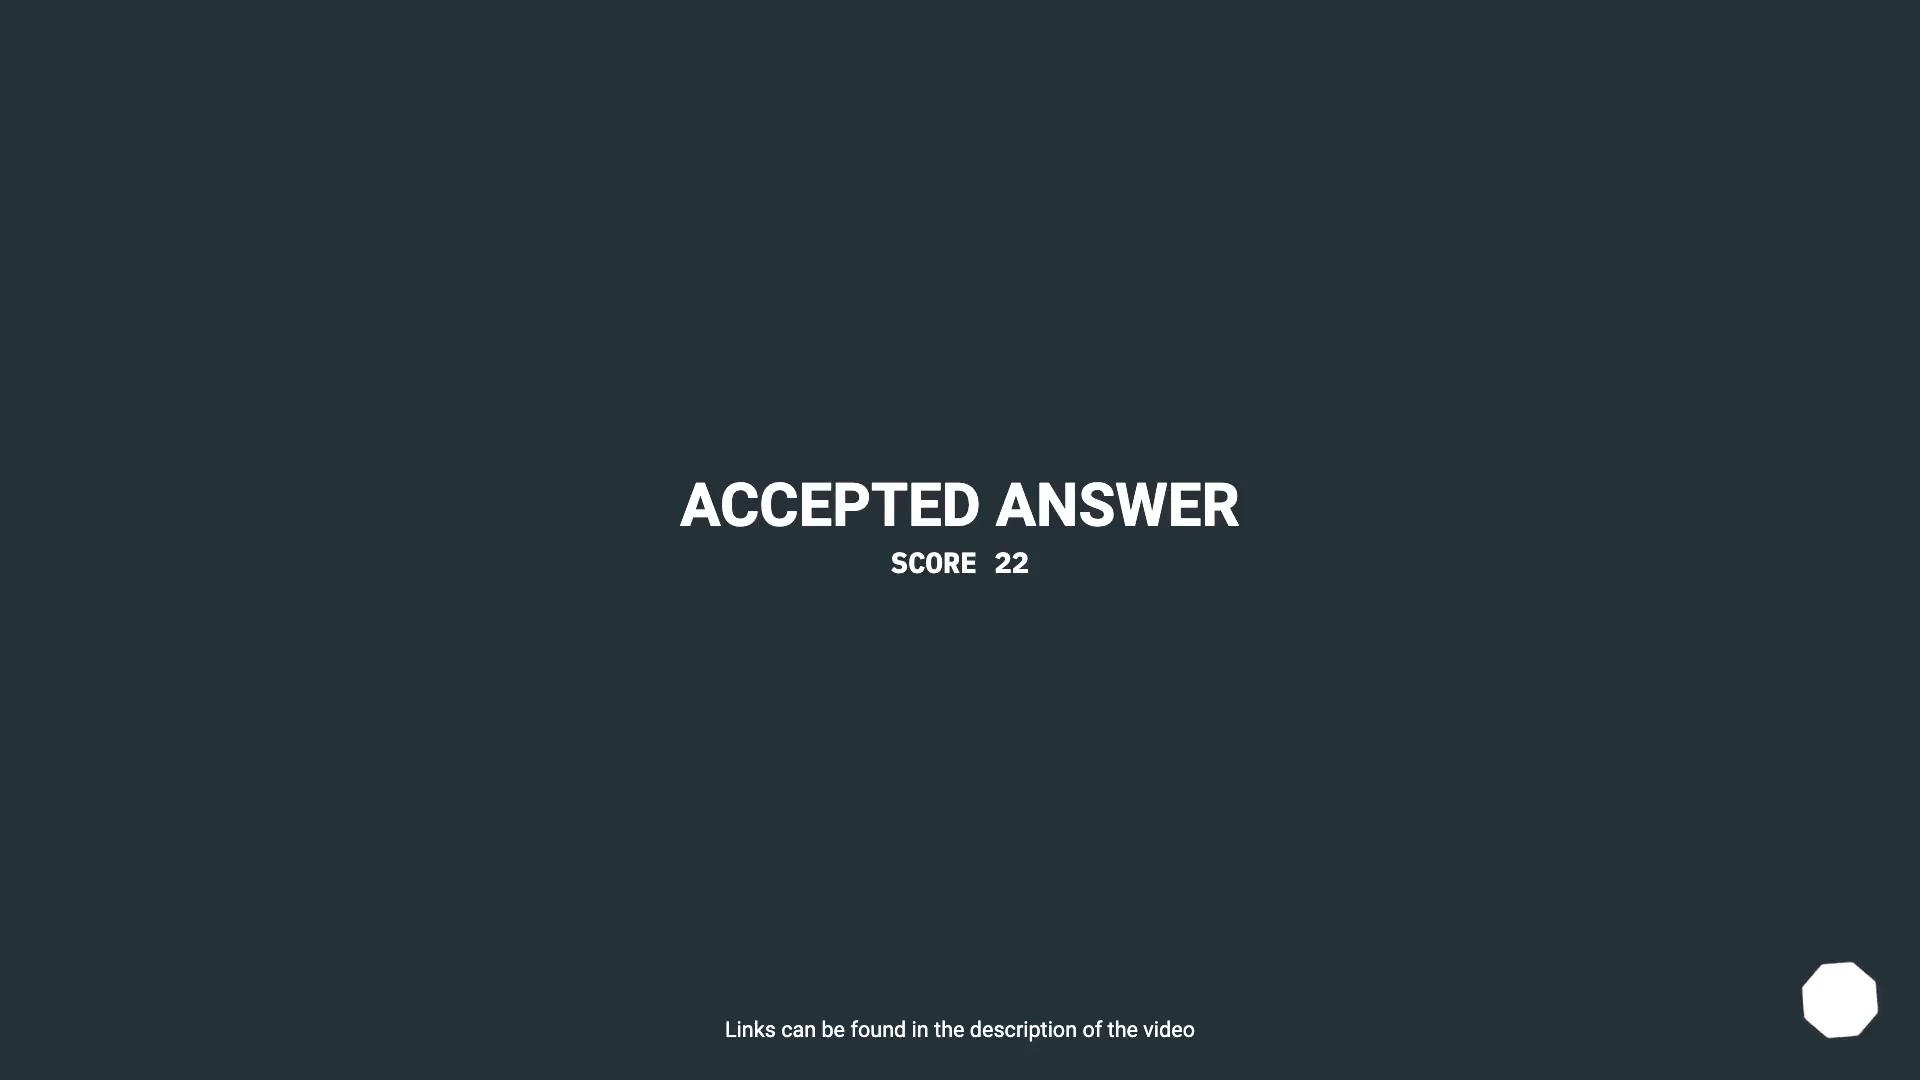 ACCEPTED ANSWER
SCORE 22
Links can be found in the description of the video